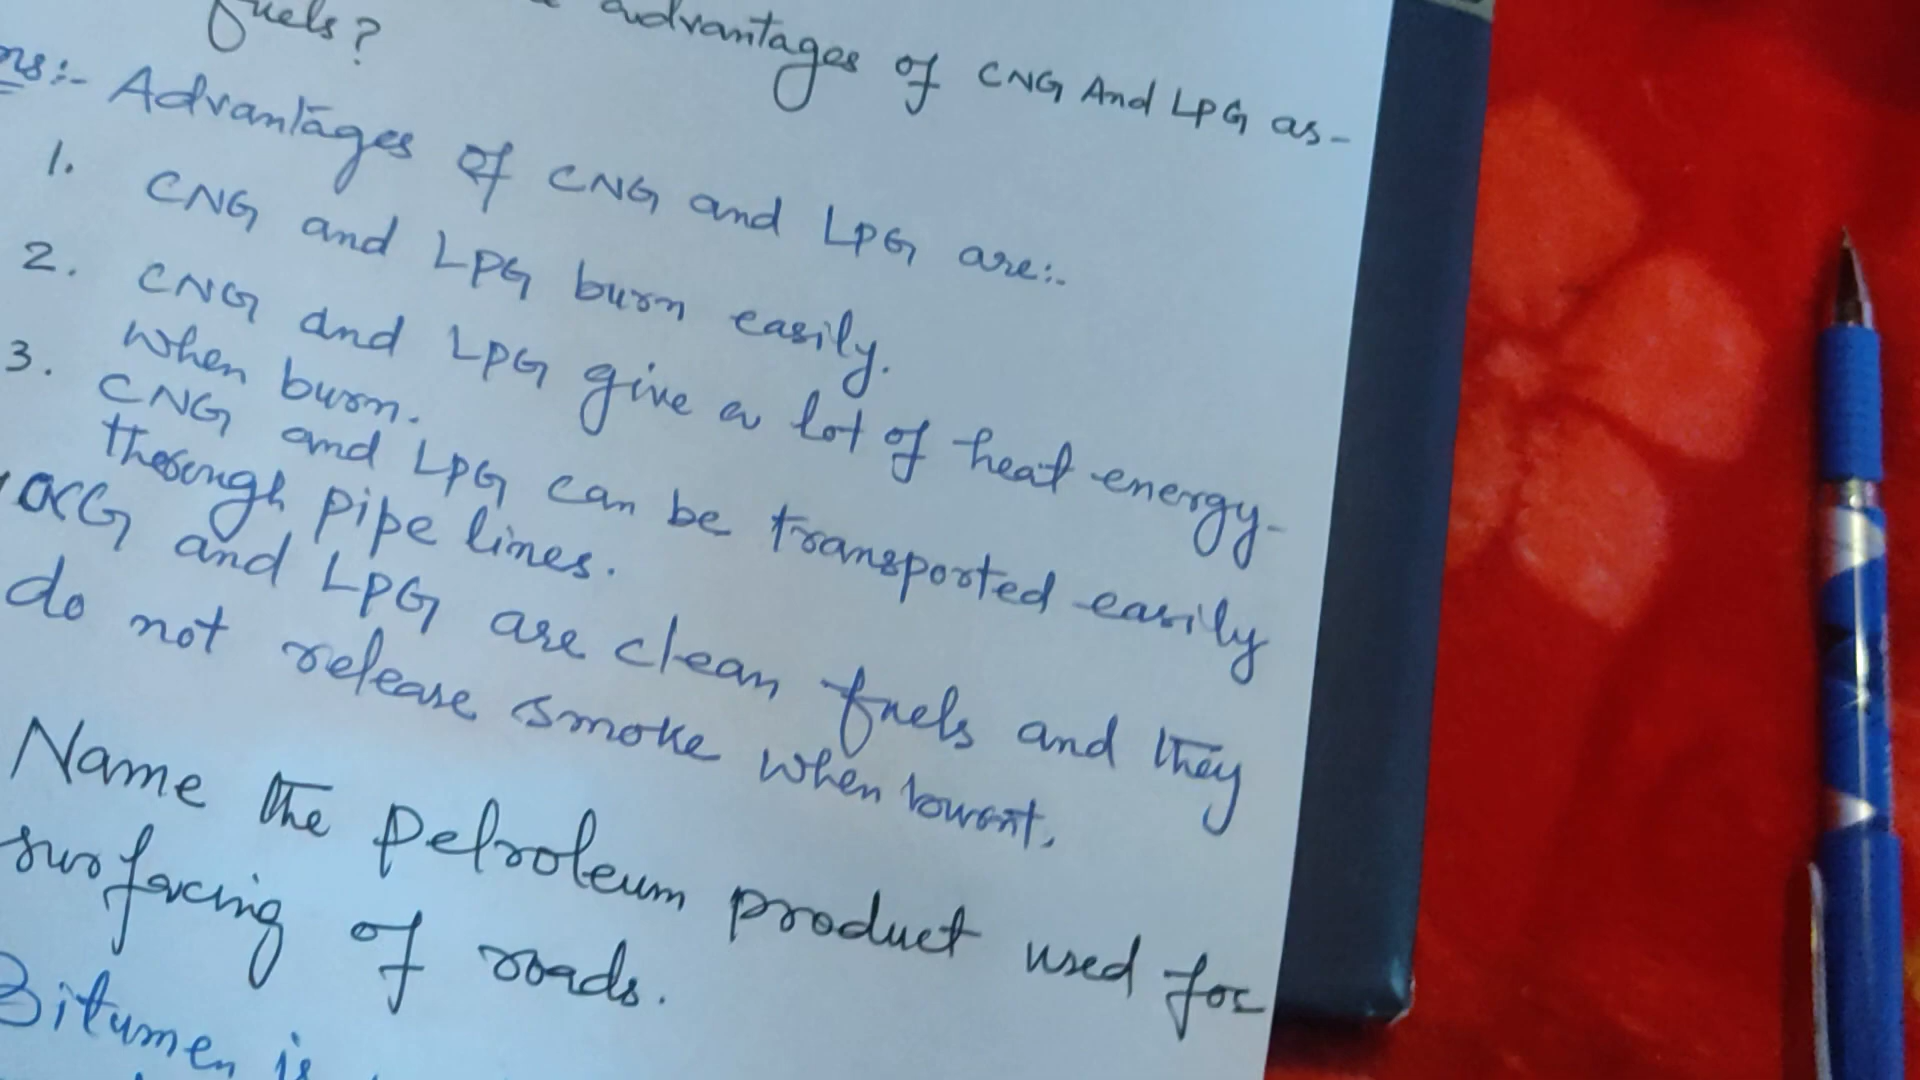 advantages of CNG And LPG as-
fuels?
ns:- Advantages of CNG and LPG are:-
1. CNG and LPG burn easily.
2. CNG and LPG give a lot of heat energy-
when burn.
3. CNG and LPG can be transported easily
through pipe lines.
and LPG are clean fuels and they
do not release smoke when
Name the petroleum product used for
surfacing of roads.
Bitumen is